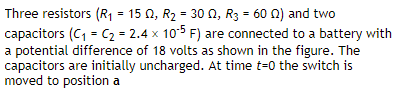 Three resistors (R₁ = 15 Ω, R₂ = 30 Ω, R₃ = 60 Ω) and two
capacitors (C₁ = C₂ = 2.4 × 10⁻⁵ F) are connected to a battery with
a potential difference of 18 volts as shown in the figure. The
capacitors are initially uncharged. At time t=0 the switch is
moved to position a